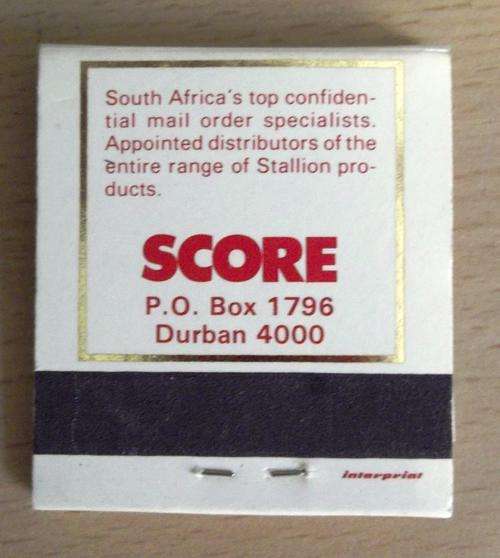 South Africa's top confiden-
tial mail order specialists.
Appointed distributors of the
entire range of Stallion pro-
ducts.
SCORE
P.O. Box 1796
Durban 4000
interprint